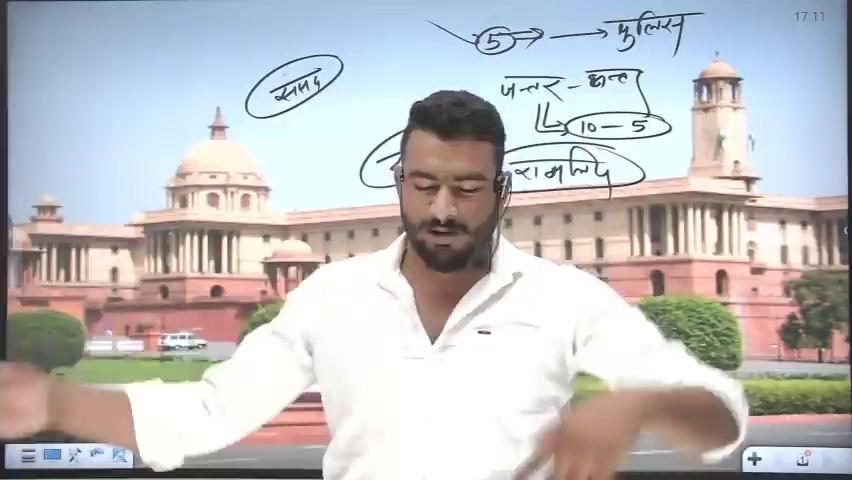 17.11
5 → पुलिस
संसद
जन्तर - मन्तर
10 - 5